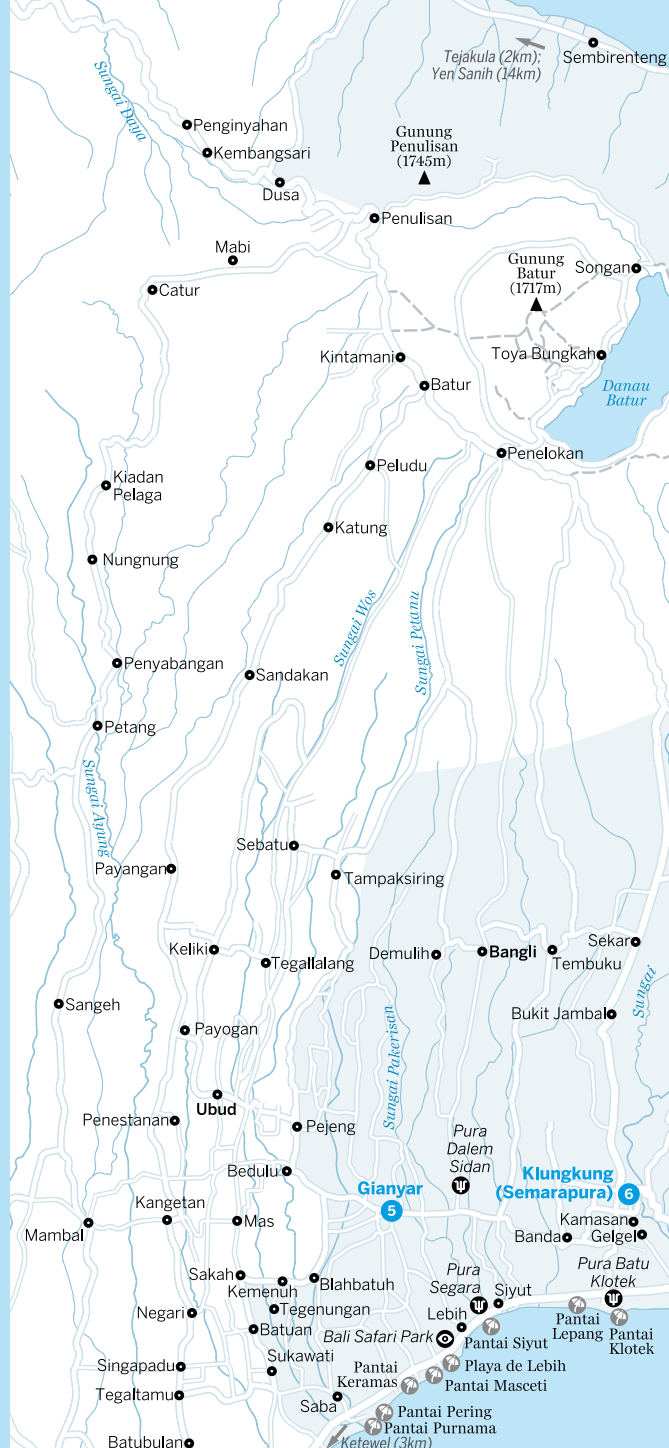 Tejakula (2km);
Yen Sanih (14km)
Sembirenteng
Sungai Daya
Penginyahan
Kembangsari
Gunung
Penulisan
(1745m)
Dusa
Penulisan
Mabi
Gunung
Batur
(1717m)
Songan
Catur
Kintamani
Toya Bungkah
Batur
Danau
Batur
Penelokan
Peludu
Kiadan
Pelaga
Katung
Nungnung
Sungai Wos
Sungai Petanu
Penyabangan
Sandakan
Petang
Sungai Ayung
Sebatu
Payangan
Tampaksiring
Keliki
Tegallalang
Demulih
Bangli
Tembuku
Sekar
Sungai
Sangeh
Bukit Jambal
Payogan
Sungai Pakerisan
Ubud
Penestanan
Pejeng
Pura
Dalem
Sidan
Bedulu
Gianyar
5
Klungkung
(Semarapura)
6
Kangetan
Mambal
Mas
Kamasan
Banda
Gelgel
Sakah
Kemenuh
Blahbatuh
Pura
Segara
Siyut
Pura Batu
Klotek
Negari
Tegenungan
Batuan
Lebih
Bali Safari Park
Pantai Siyut
Pantai
Lepang
Pantai
Klotek
Singapadu
Sukawati
Pantai
Keramas
Playa de Lebih
Pantai Masceti
Tegaltamu
Saba
Pantai Pering
Pantai Purnama
Batubulan
Ketewel (3km)